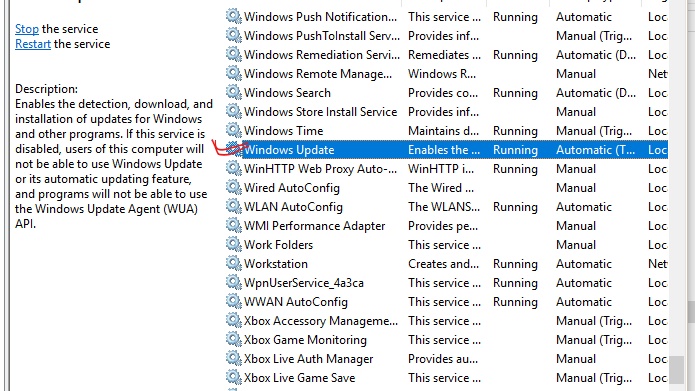 Stop the service
Restart the service
Description:
Enables the detection, download, and
installation of updates for Windows
and other programs. If this service is
disabled, users of this computer will
not be able to use Windows Update
or its automatic updating feature,
and programs will not be able to use
the Windows Update Agent (WUA)
API.
Windows Push Notification... This service ... Running Automatic Loc
Windows PushToInstall Serv... Provides inf... Manual (Trig... Loc
Windows Remediation Servi... Remediates ... Running Automatic (D... Loc
Windows Remote Manage... Windows R... Manual Net
Windows Search Provides co... Running Automatic (D... Loc
Windows Store Install Service Provides inf... Manual Loc
Windows Time Maintains d... Running Manual (Trig... Loc
Windows Update Enables the ... Running Automatic (T... Loc
WinHTTP Web Proxy Auto-... WinHTTP i... Running Manual Loc
Wired AutoConfig The Wired ... Manual Loc
WLAN AutoConfig The WLANS... Running Automatic Loc
WMI Performance Adapter Provides pe... Manual Loc
Work Folders This service ... Manual Loc
Workstation Creates and... Running Automatic Net
WpnUserService_4a3ca This service ... Running Automatic Loc
WWAN AutoConfig This service ... Running Automatic Loc
Xbox Accessory Manageme... This service ... Manual (Trig... Loc
Xbox Game Monitoring This service ... Manual (Trig... Loc
Xbox Live Auth Manager Provides au... Manual Loc
Xbox Live Game Save This service ... Manual (Trig... Loc